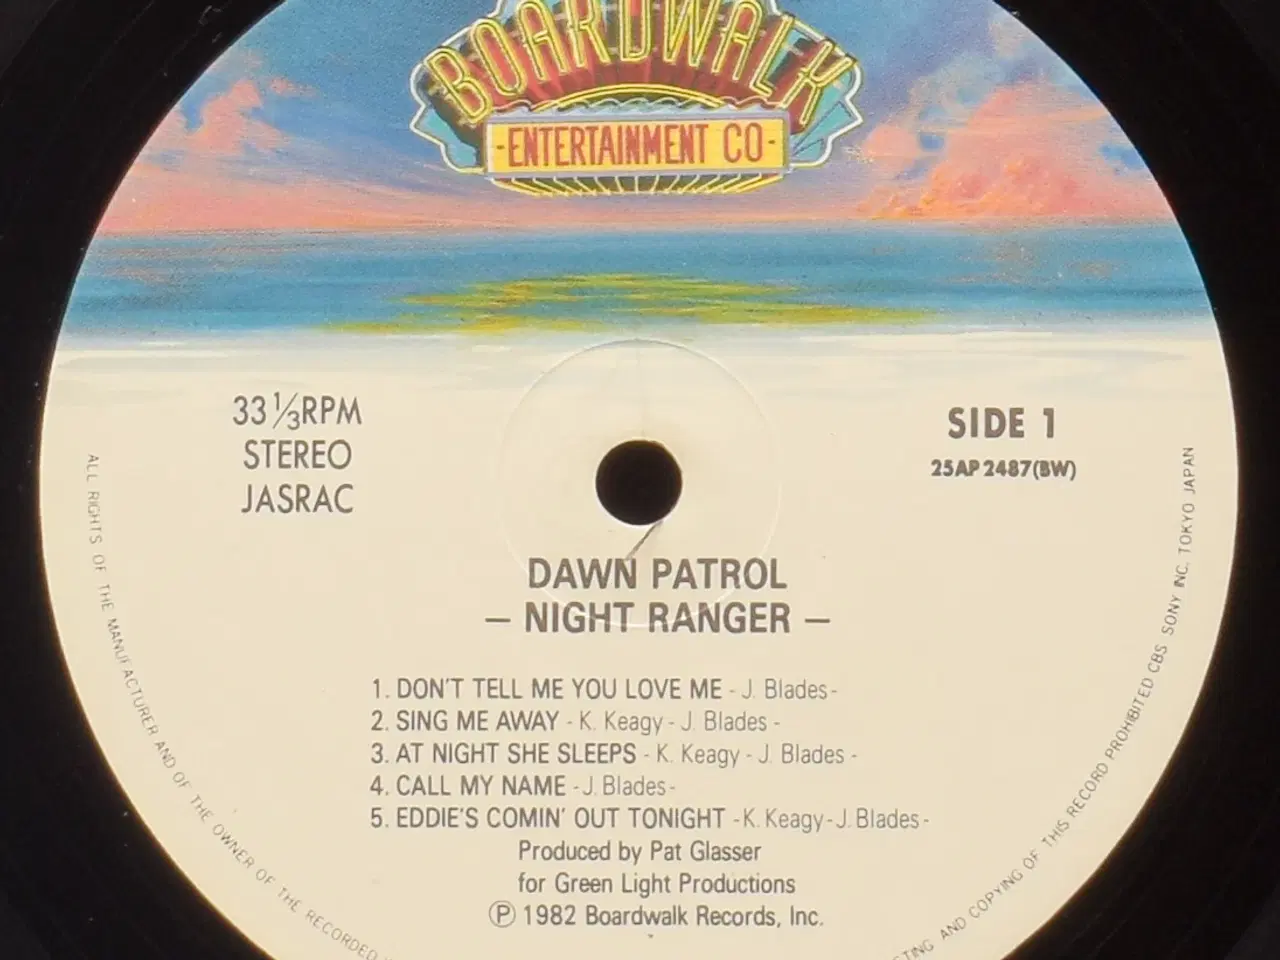 BOARDWALK
-ENTERTAINMENT CO-
33 1/3 RPM
STEREO
JASRAC
SIDE 1
25AP 2487(BW)
DAWN PATROL
— NIGHT RANGER —
1. DON'T TELL ME YOU LOVE ME - J. Blades -
2. SING ME AWAY - K. Keagy - J. Blades -
3. AT NIGHT SHE SLEEPS - K. Keagy - J. Blades -
4. CALL MY NAME - J. Blades -
5. EDDIE'S COMIN' OUT TONIGHT - K. Keagy - J. Blades -
Produced by Pat Glasser
for Green Light Productions
Ⓟ 1982 Boardwalk Records, Inc.
ALL RIGHTS OF THE MANUFACTURER AND OF THE OWNER OF THE RECORDED
AND COPYING OF THIS RECORD PROHIBITED CBS SONY INC. TOKYO JAPAN